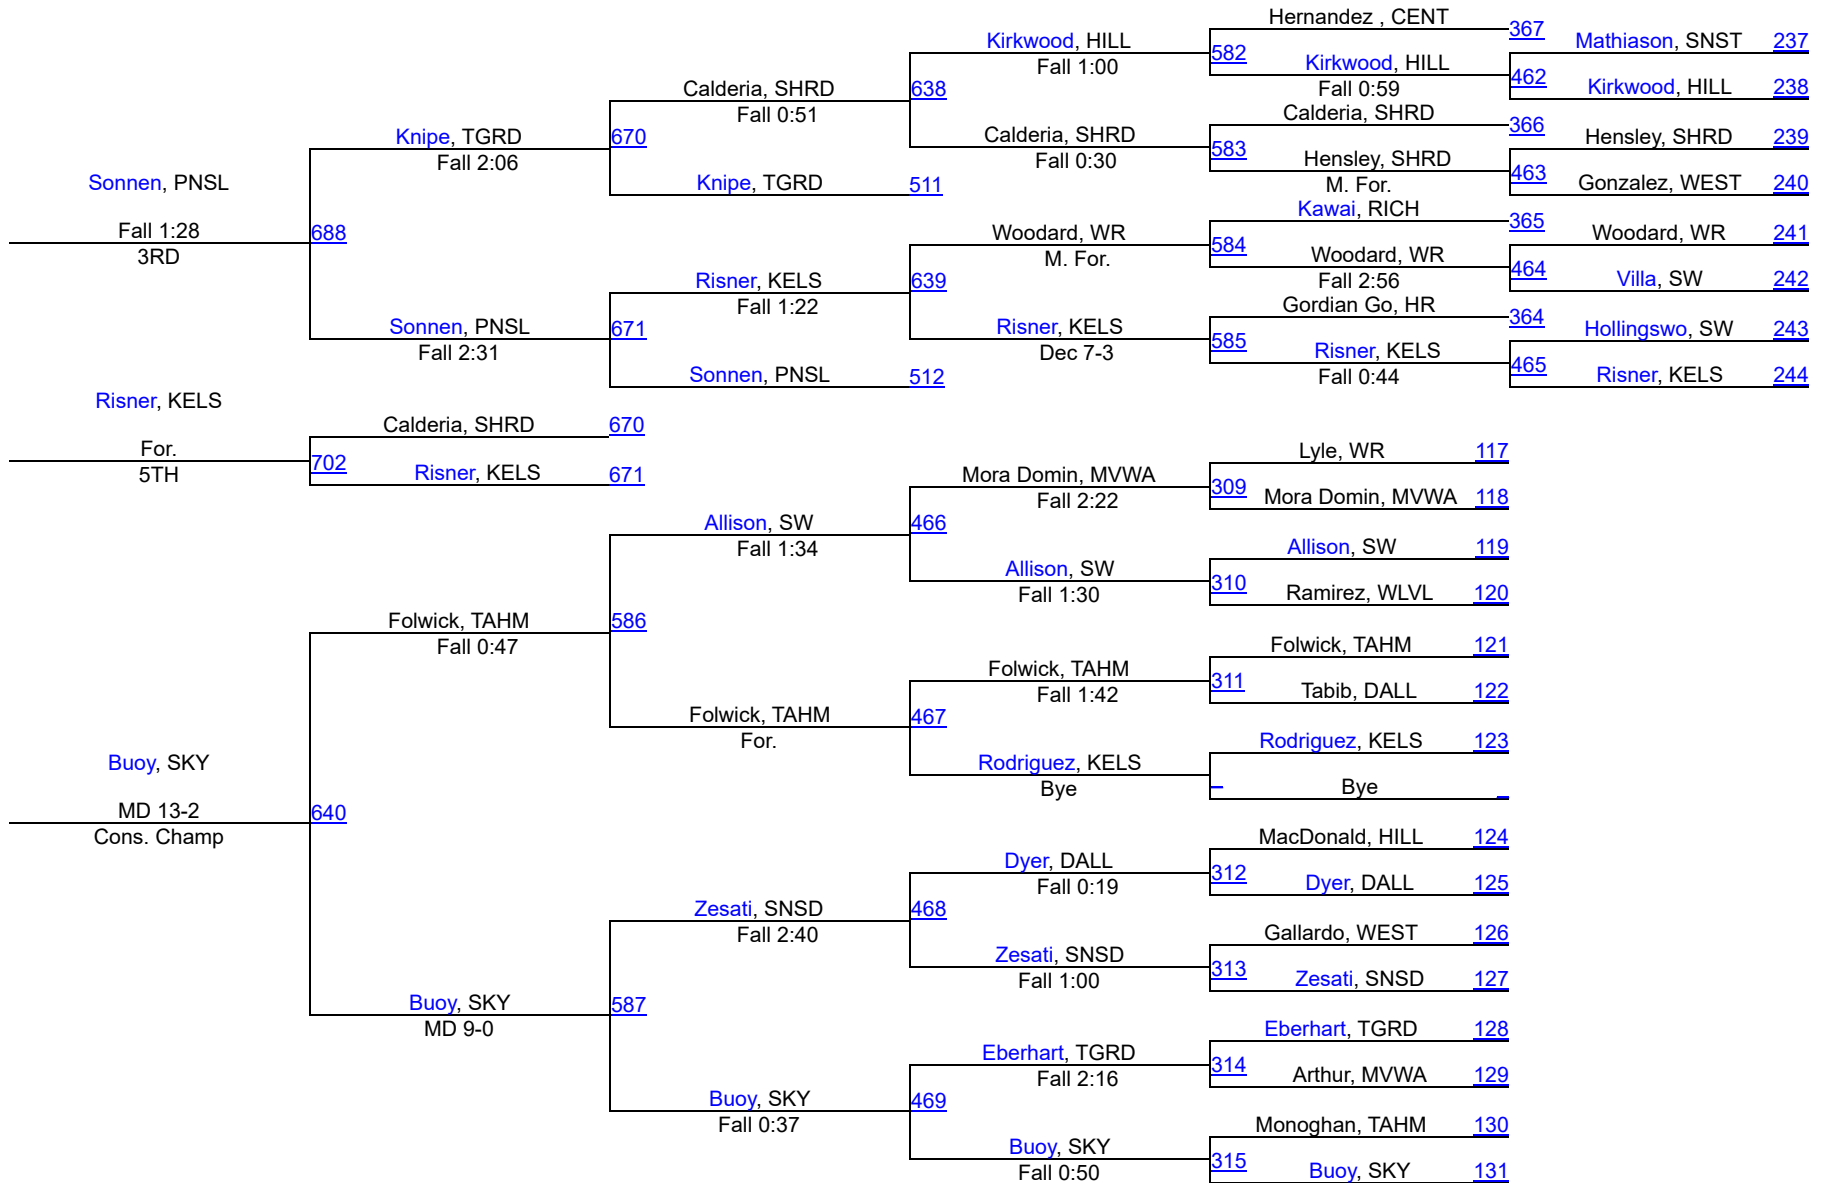 Hernandez , CENT 367
Kirkwood, HILL 582 Mathiason, SNST 237
Fall 1:00 Kirkwood, HILL 462
Calderia, SHRD 638 Fall 0:59 Kirkwood, HILL 238
Fall 0:51 Calderia, SHRD 366
Knipe, TGRD 670 Calderia, SHRD 583 Hensley, SHRD 239
Fall 2:06 Fall 0:30 Hensley, SHRD 463
Sonnen, PNSL Knipe, TGRD 511 M. For. Gonzalez, WEST 240
Kawai, RICH 365
Fall 1:28 688 Woodard, WR 584 Woodard, WR 241
3RD M. For. Woodard, WR 464
Risner, KELS 639 Fall 2:56 Villa, SW 242
Fall 1:22 Gordian Go, HR 364
Sonnen, PNSL 671 Risner, KELS 585 Hollingswo, SW 243
Fall 2:31 Dec 7-3 Risner, KELS 465
Sonnen, PNSL 512 Fall 0:44 Risner, KELS 244
Risner, KELS
Calderia, SHRD 670
For. 702 Lyle, WR 117
5TH Risner, KELS 671 Mora Domin, MVWA 309
Fall 2:22 Mora Domin, MVWA 118
Allison, SW 466
Fall 1:34 Allison, SW 119
Allison, SW 310
Fall 1:30 Ramirez, WLVL 120
Folwick, TAHM 586
Fall 0:47 Folwick, TAHM 121
Folwick, TAHM 311
Fall 1:42 Tabib, DALL 122
Folwick, TAHM 467
For. Rodriguez, KELS 123
Buoy, SKY Rodriguez, KELS
Bye Bye
MD 13-2 640
Cons. Champ MacDonald, HILL 124
Dyer, DALL 312
Fall 0:19 Dyer, DALL 125
Zesati, SNSD 468
Fall 2:40 Gallardo, WEST 126
Zesati, SNSD 313
Fall 1:00 Zesati, SNSD 127
Buoy, SKY 587
MD 9-0 Eberhart, TGRD 128
Eberhart, TGRD 314
Fall 2:16 Arthur, MVWA 129
Buoy, SKY 469
Fall 0:37 Monoghan, TAHM 130
Buoy, SKY 315
Fall 0:50 Buoy, SKY 131